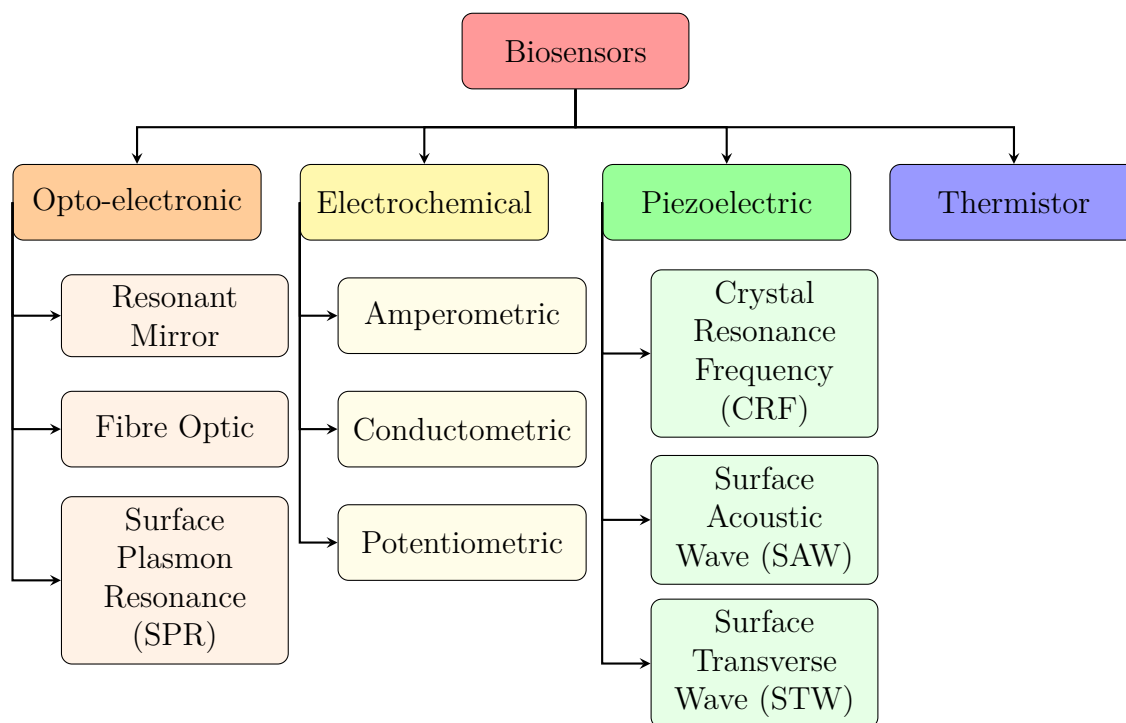 Biosensors
Opto-electronic
Electrochemical
Piezoelectric
Thermistor
Resonant
Mirror
Fibre Optic
Surface
Plasmon
Resonance
(SPR)
Amperometric
Conductometric
Potentiometric
Crystal
Resonance
Frequency
(CRF)
Surface
Acoustic
Wave (SAW)
Surface
Transverse
Wave (STW)